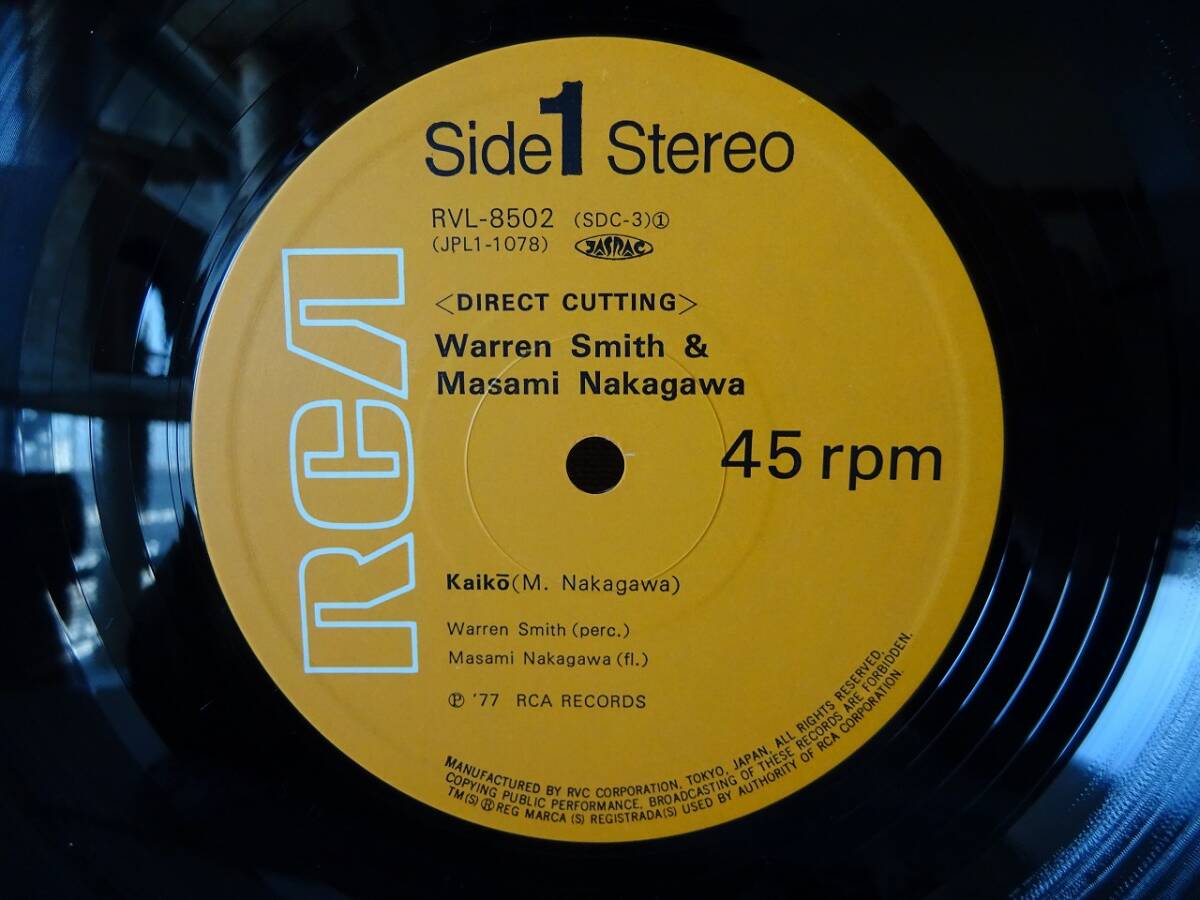 Side 1 Stereo
RVL-8502 (SDC-3)①
(JPL1-1078) JASRAC
<DIRECT CUTTING>
Warren Smith &
Masami Nakagawa
45 rpm
RCA
Kaikō (M. Nakagawa)
Warren Smith (perc.)
Masami Nakagawa (fl.)
℗ '77 RCA RECORDS
MANUFACTURED BY RVC CORPORATION, TOKYO, JAPAN, ALL RIGHTS RESERVED.
COPYING PUBLIC PERFORMANCE, BROADCASTING OF THESE RECORDS ARE FORBIDDEN.
TM(S) ® REG MARCA (S) REGISTRADA(S) USED BY AUTHORITY OF RCA CORPORATION.